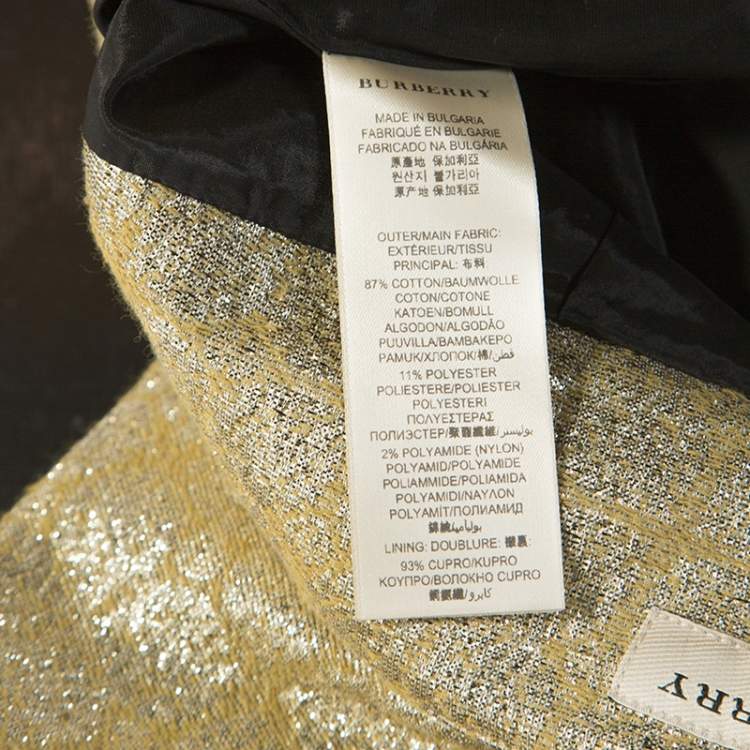 BURBERRY
MADE IN BULGARIA
FABRIQUÉ EN BULGARIE
FABRICADO NA BULGÁRIA
原產地 保加利亞
원산지 불가리아
原产地 保加利亚
OUTER/MAIN FABRIC:
EXTÉRIEUR/TISSU
PRINCIPAL: 布料
87% COTTON/BAUMWOLLE
COTON/COTONE
KATOEN/BOMULL
ALGODON/ALGODÃO
PUUVILLA/ΒΑΜΒΑΚΕΡΟ
PAMUK/ХЛОПОК/棉/قطن
11% POLYESTER
POLIESTERE/POLIESTER
POLYESTERI
ΠΟΛΥΕΣΤΕΡΑΣ
ПОЛИЭСТЕР/聚酯纖維/بوليستر
2% POLYAMIDE (NYLON)
POLYAMID/POLYAMIDE
POLIAMMIDE/POLIAMIDA
POLYAMIDI/ΝΑΥΛΟΝ
POLYAMİT/ПОЛИАМИД
錦綸/بوليأميد
LINING: DOUBLURE: 裏:
93% CUPRO/KUPRO
ΚΟΥΠΡΟ/ВОЛОКНО CUPRO
銅氨纖/كابرو
RRY